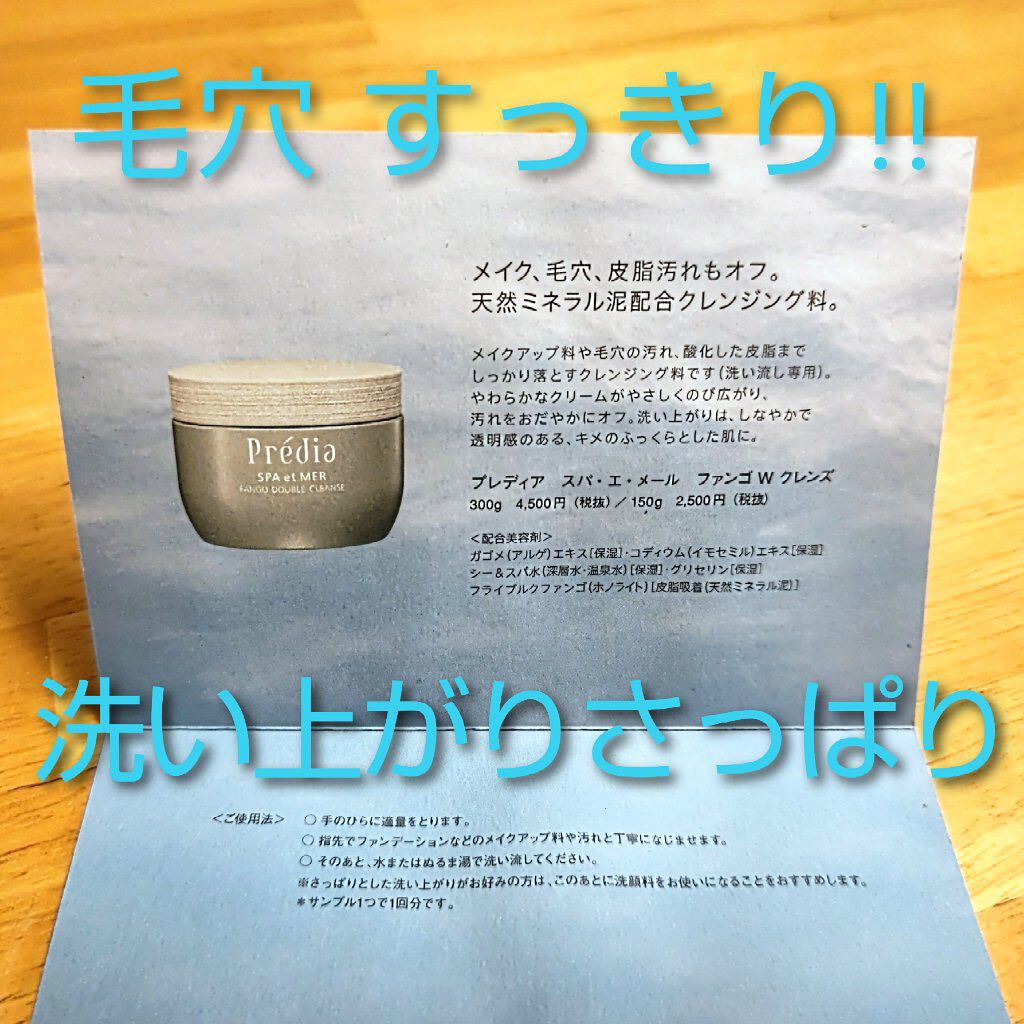 毛穴 すっきり!!
メイク、毛穴、皮脂汚れもオフ。
天然ミネラル泥配合クレンジング料。
メイクアップ料や毛穴の汚れ、酸化した皮脂まで
しっかり落とすクレンジング料です(洗い流し専用)。
やわらかなクリームがやさしくのび広がり、
汚れをおだやかにオフ。洗い上がりは、しなやかで
透明感のある、キメのふっくらとした肌に。
Prédia
SPA et MER
FANGO DOUBLE CLEANSE
プレディア スパ・エ・メール ファンゴ W クレンズ
300g 4,500円(税抜)/150g 2,500円(税抜)
<配合美容剤>
ガゴメ(アルゲ)エキス[保湿]・コディウム(イモセミル)エキス[保湿]
シー&スパ水(深層水・温泉水)[保湿]・グリセリン[保湿]
フライブルクファンゴ(ホノライト)[皮脂吸着(天然ミネラル泥)]
洗い上がりさっぱり
<ご使用法> ○ 手のひらに適量をとります。
○ 指先でファンデーションなどのメイクアップ料や汚れと丁寧になじませます。
○ そのあと、水またはぬるま湯で洗い流してください。
※さっぱりとした洗い上がりがお好みの方は、このあとに洗顔料をお使いになることをおすすめします。
*サンプル1つで1回分です。